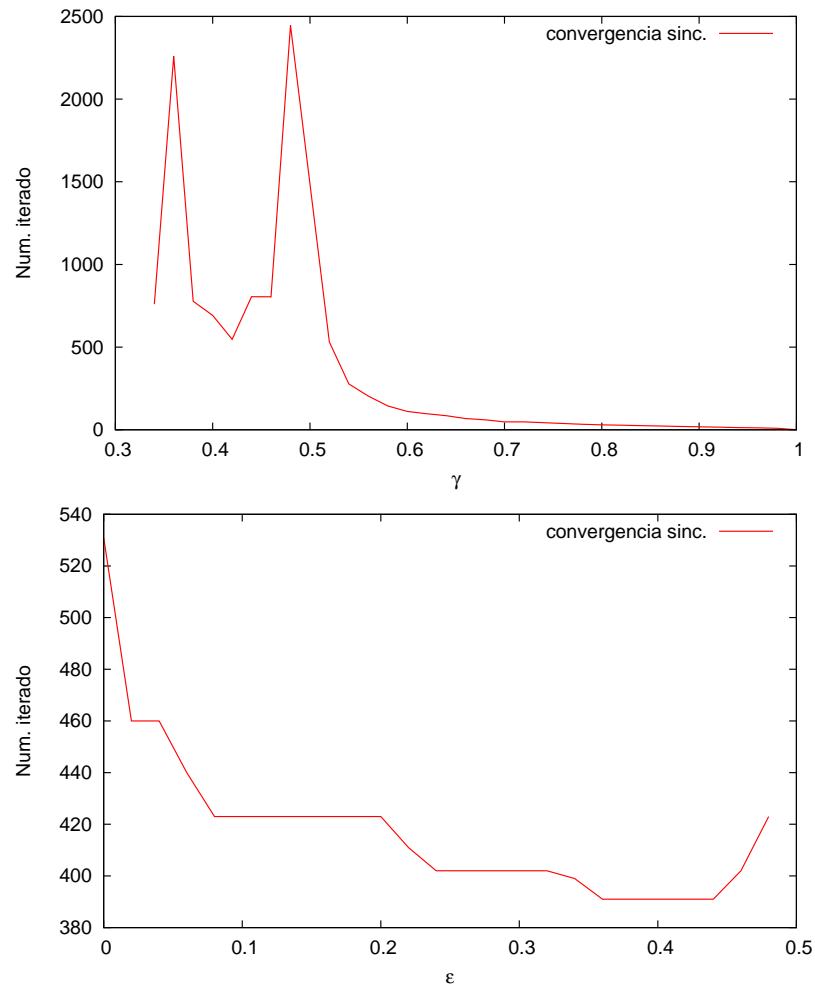 2500
convergencia sinc.
2000
1500
Num. iterado
1000
500
0
0.3 0.4 0.5 0.6 0.7 0.8 0.9 1
γ
540
convergencia sinc.
520
500
480
Num. iterado
460
440
420
400
380
0 0.1 0.2 0.3 0.4 0.5
ε